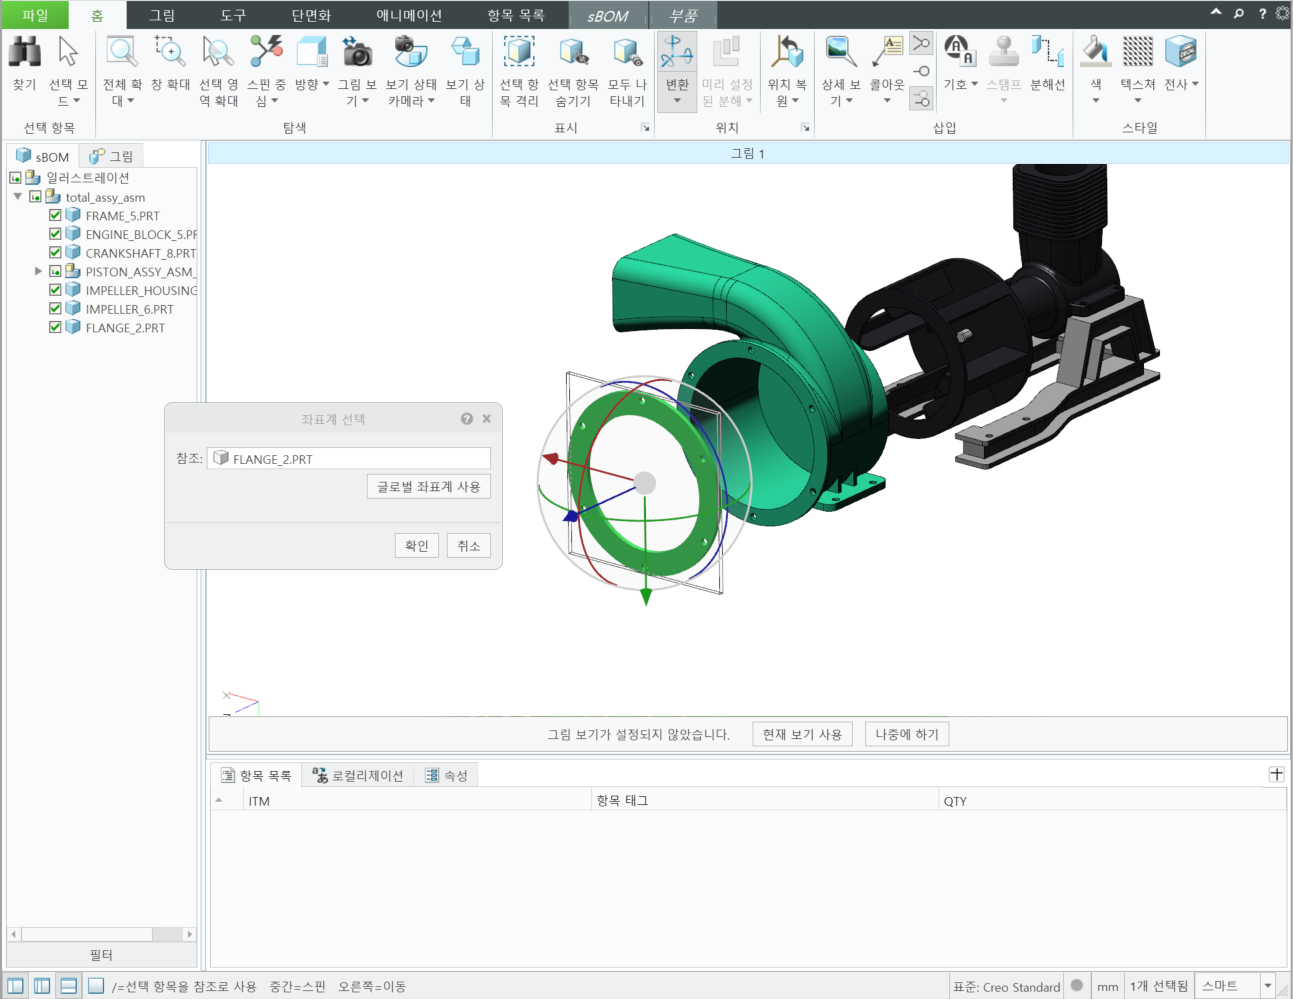 파일 홈 그림 도구 단면화 애니메이션 항목 목록 sBOM 부품
찾기
선택 모
드
선택 항목
전체 확
대
창 확대
선택 영
역 확대
스핀 중
심
방향
그림 보
기
보기 상태
카메라
보기 상
태
탐색
선택 항
목 격리
선택 항목
숨기기
모두 나
타내기
표시
변환
미리 설정
된 분해
위치 복
원
위치
상세 보
기
콜아웃
기호
스탬프
분해선
삽입
색
텍스쳐
전사
스타일
sBOM 그림
일러스트레이션
total_assy_asm
FRAME_5.PRT
ENGINE_BLOCK_5.PR
CRANKSHAFT_8.PRT
PISTON_ASSY_ASM_
IMPELLER_HOUSING
IMPELLER_6.PRT
FLANGE_2.PRT
필터
그림 1
좌표계 선택
참조: FLANGE_2.PRT
글로벌 좌표계 사용
확인 취소
X
그림 보기가 설정되지 않았습니다. 현재 보기 사용 나중에 하기
항목 목록 로컬리제이션 속성
ITM 항목 태그 QTY
/=선택 항목을 참조로 사용 중간=스핀 오른쪽=이동
표준: Creo Standard mm 1개 선택됨 스마트